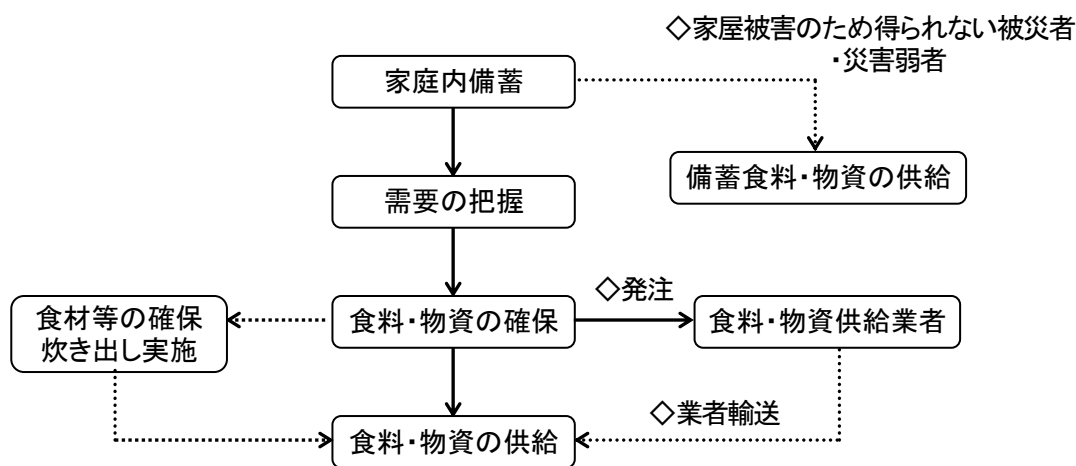 ◇家屋被害のため得られない被災者
・災害弱者
家庭内備蓄
備蓄食料・物資の供給
需要の把握
◇発注
食材等の確保
炊き出し実施
食料・物資の確保
食料・物資供給業者
◇業者輸送
食料・物資の供給